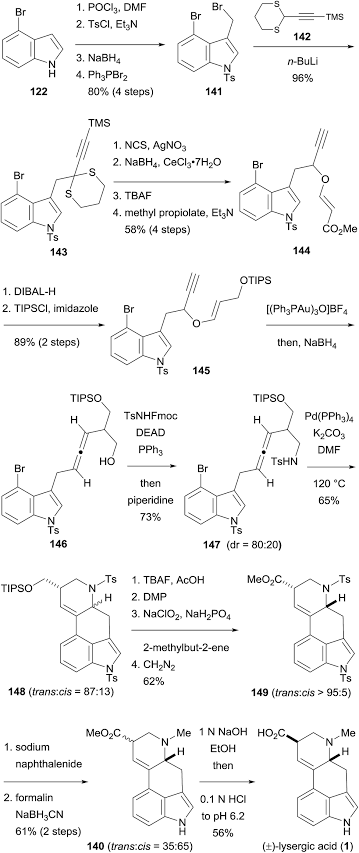 Br
N
H
122
1. POCl3, DMF
2. TsCl, Et3N
3. NaBH4
4. Ph3PBr2
80% (4 steps)
Br
Br
N
Ts
141
S
S
TMS
142
n-BuLi
96%
TMS
Br
S
S
N
Ts
143
1. NCS, AgNO3
2. NaBH4, CeCl3•7H2O
3. TBAF
4. methyl propiolate, Et3N
58% (4 steps)
Br
O
CO2Me
N
Ts
144
1. DIBAL-H
2. TIPSCl, imidazole
89% (2 steps)
Br
O
OTIPS
N
Ts
145
[(Ph3PAu)3O]BF4
then, NaBH4
TIPSO
H
H
HO
Br
N
Ts
146
TsNHFmoc
DEAD
PPh3
then
piperidine
73%
TIPSO
H
TsHN
H
Br
N
Ts
147 (dr = 80:20)
Pd(PPh3)4
K2CO3
DMF
120 °C
65%
TIPSO
N
Ts
H
N
Ts
148 (trans:cis = 87:13)
1. TBAF, AcOH
2. DMP
3. NaClO2, NaH2PO4
2-methylbut-2-ene
4. CH2N2
62%
MeO2C
N
Ts
H
N
Ts
149 (trans:cis > 95:5)
1. sodium
naphthalenide
2. formalin
NaBH3CN
61% (2 steps)
MeO2C
N
Me
H
N
H
140 (trans:cis = 35:65)
1 N NaOH
EtOH
then
0.1 N HCl
to pH 6.2
56%
HO2C
N
Me
H
N
H
(±)-lysergic acid (1)